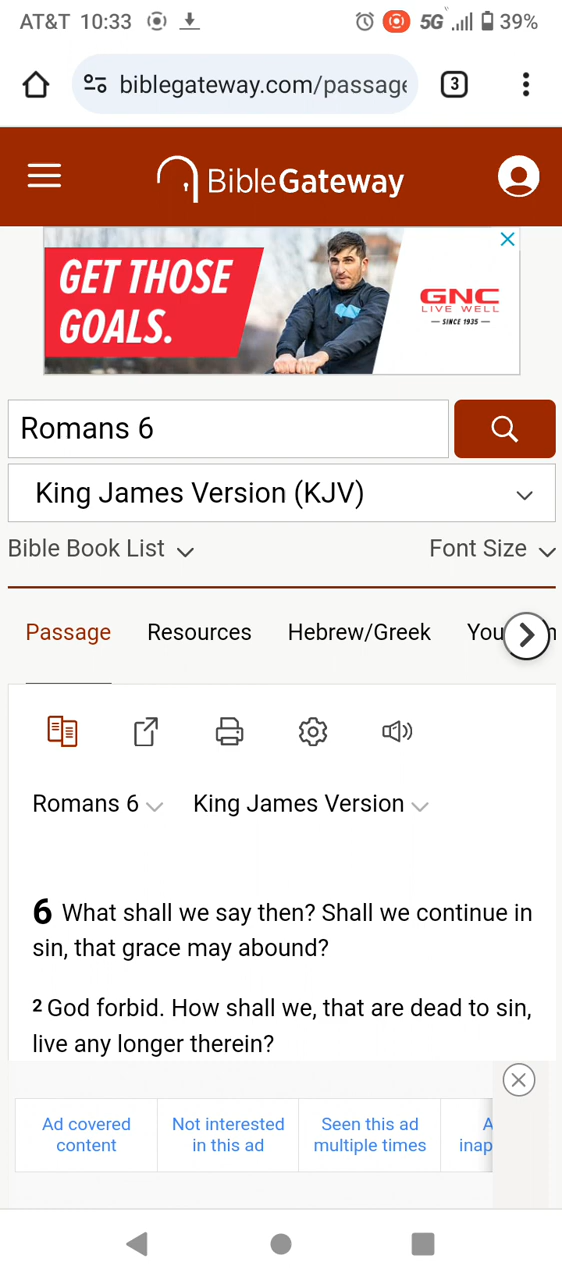 AT&T 10:33 5G 39%
biblegateway.com/passage 3
BibleGateway
GET THOSE
GOALS.
GNC
LIVE WELL
— SINCE 1935 —
Romans 6
King James Version (KJV)
Bible Book List Font Size
Passage Resources Hebrew/Greek You
Romans 6 King James Version
6 What shall we say then? Shall we continue in
sin, that grace may abound?
2 God forbid. How shall we, that are dead to sin,
live any longer therein?
Ad covered
content
Not interested
in this ad
Seen this ad
multiple times
A
inap